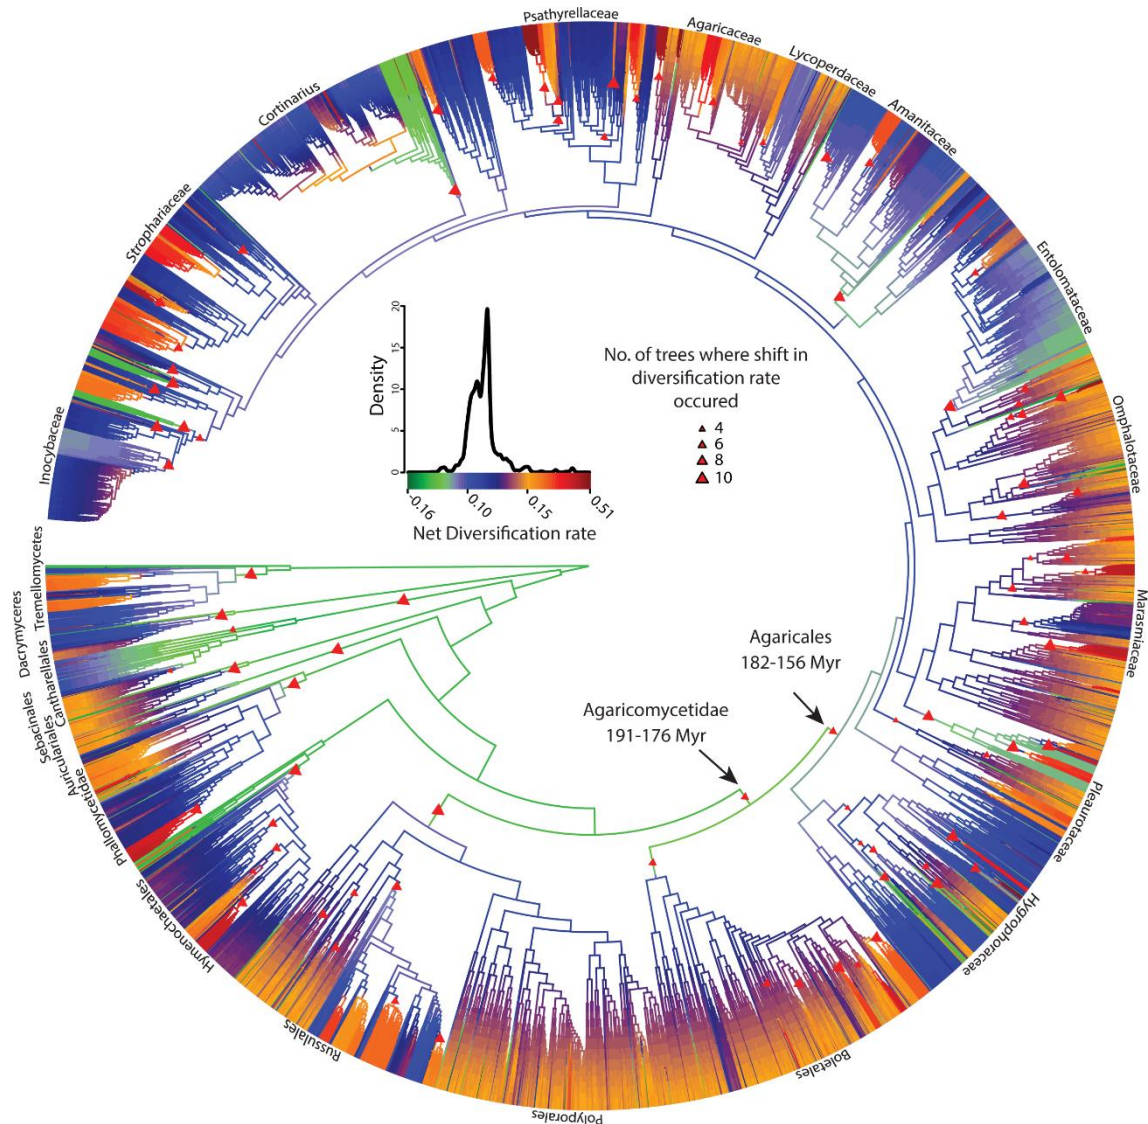 Psathyrellaceae
Agaricaceae
Lycoperdaceae
Amanitaceae
Entolomataceae
Omphalotaceae
Marasmiaceae
Pleaurotaceae
Hygrophoraceae
Boletales
Polyporales
Russulales
Hymenochaetales
Phallomycetidae
Auriculariales
Sebacinales
Cantharellales
Dacrymyceres
Tremellomycetes
Inocybaceae
Strophariaceae
Cortinarius
Density
0
5
10
15
20
-0.16
0.10
0.15
0.51
Net Diversification rate
No. of trees where shift in
diversification rate
occured
4
6
8
10
Agaricales
182-156 Myr
Agaricomycetidae
191-176 Myr